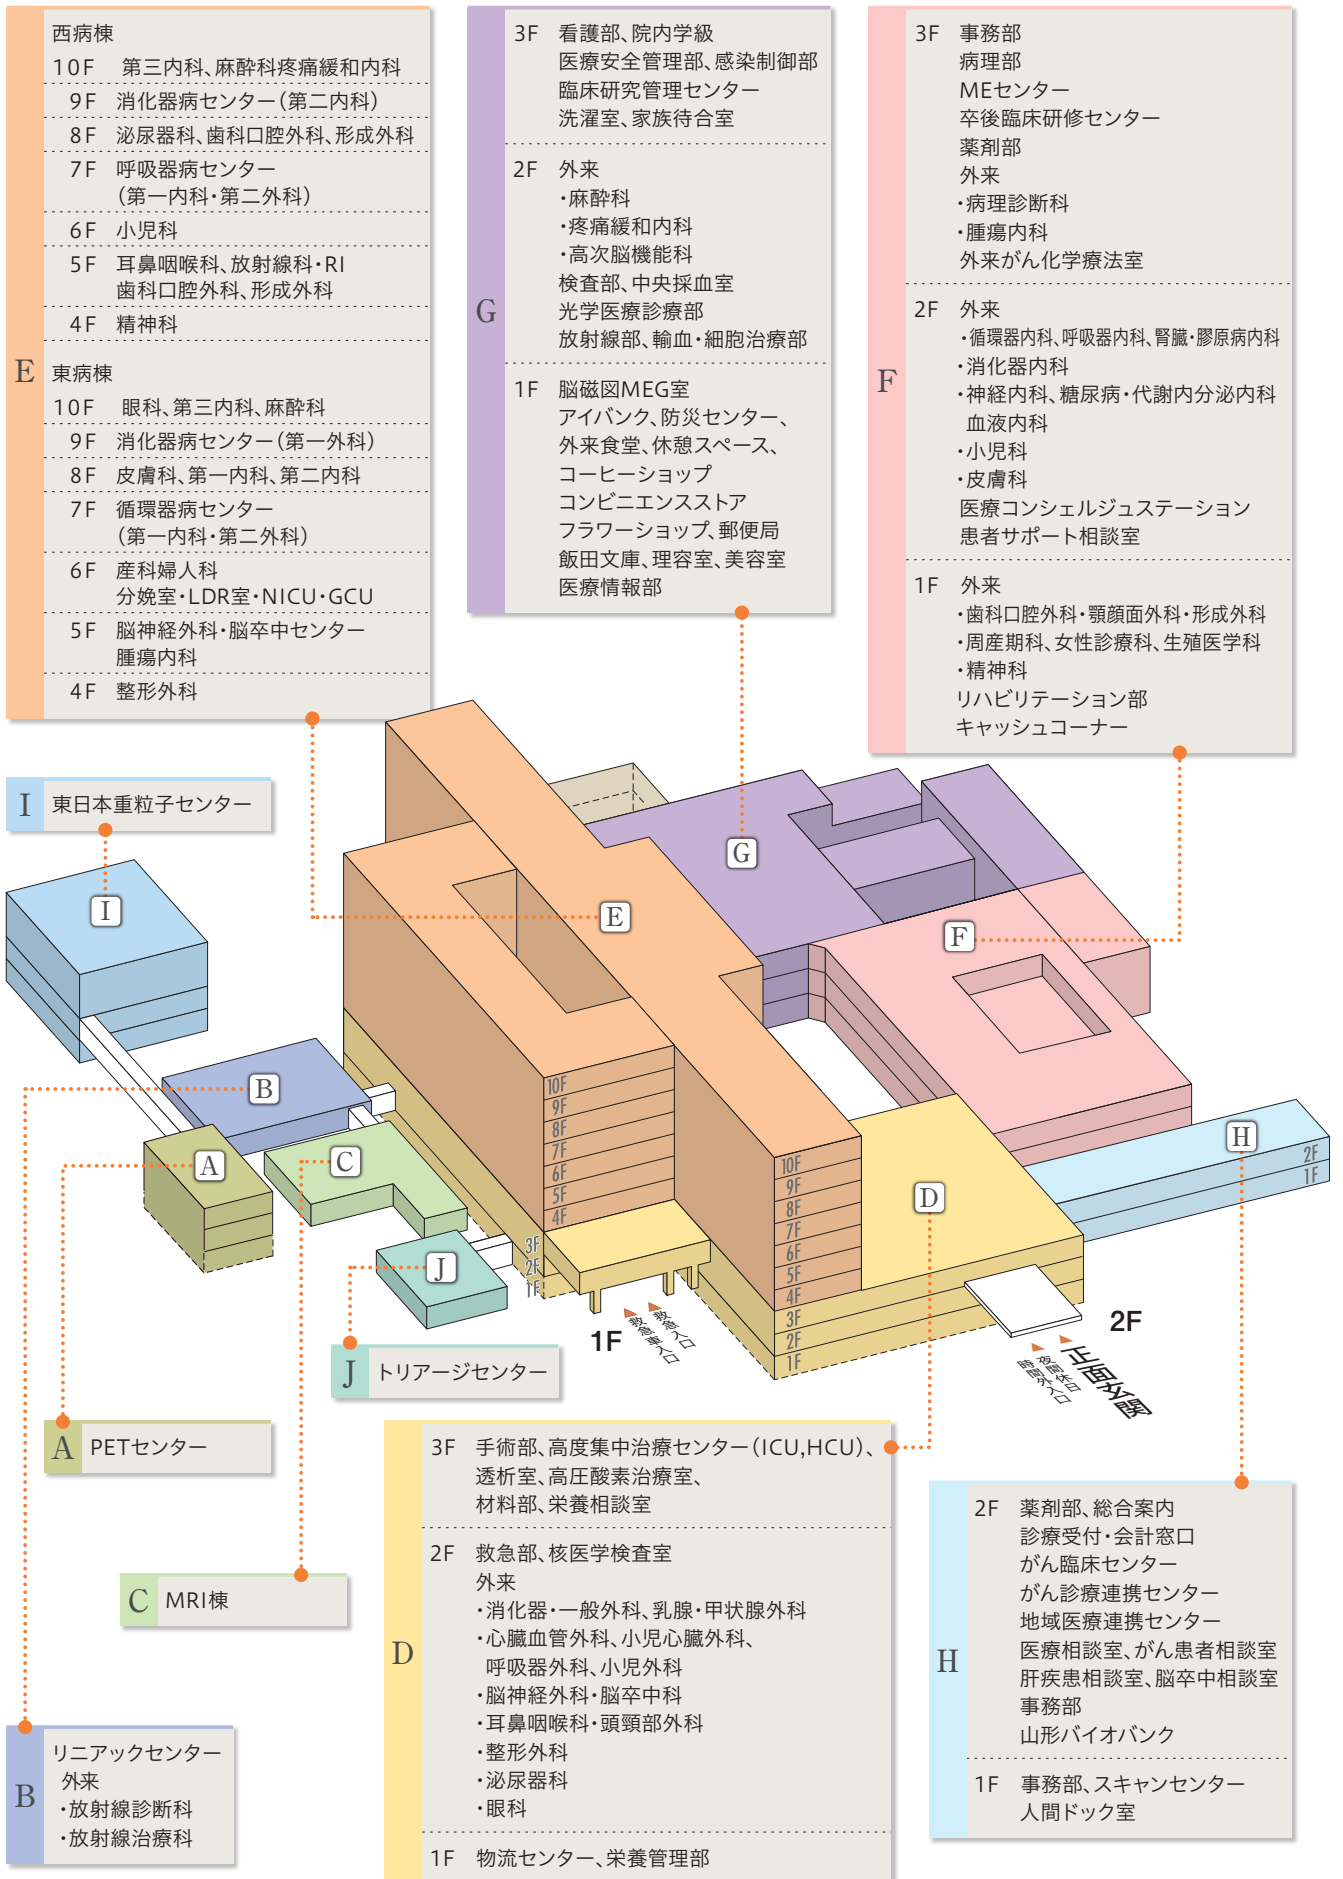 E
西病棟
10F 第三内科、麻酔科疼痛緩和内科
9F 消化器病センター(第二内科)
8F 泌尿器科、歯科口腔外科、形成外科
7F 呼吸器病センター
(第一内科・第二外科)
6F 小児科
5F 耳鼻咽喉科、放射線科・RI
歯科口腔外科、形成外科
4F 精神科
東病棟
10F 眼科、第三内科、麻酔科
9F 消化器病センター(第一外科)
8F 皮膚科、第一内科、第二内科
7F 循環器病センター
(第一内科・第二外科)
6F 産科婦人科
分娩室・LDR室・NICU・GCU
5F 脳神経外科・脳卒中センター
腫瘍内科
4F 整形外科
G
3F 看護部、院内学級
医療安全管理部、感染制御部
臨床研究管理センター
洗濯室、家族待合室
2F 外来
・麻酔科
・疼痛緩和内科
・高次脳機能科
検査部、中央採血室
光学医療診療部
放射線部、輸血・細胞治療部
1F 脳磁図MEG室
アイバンク、防災センター、
外来食堂、休憩スペース、
コーヒーショップ
コンビニエンスストア
フラワーショップ、郵便局
飯田文庫、理容室、美容室
医療情報部
F
3F 事務部
病理部
MEセンター
卒後臨床研修センター
薬剤部
外来
・病理診断科
・腫瘍内科
外来がん化学療法室
2F 外来
・循環器内科、呼吸器内科、腎臓・膠原病内科
・消化器内科
・神経内科、糖尿病・代謝内分泌内科
血液内科
・小児科
・皮膚科
医療コンシェルジュステーション
患者サポート相談室
1F 外来
・歯科口腔外科・顎顔面外科・形成外科
・周産期科、女性診療科、生殖医学科
・精神科
リハビリテーション部
キャッシュコーナー
I 東日本重粒子センター
I
G
E
F
B
A
C
H
D
J
10F
9F
8F
7F
6F
5F
4F
3F
2F
1F
10F
9F
8F
7F
6F
5F
4F
3F
2F
1F
2F
1F
1F
救急車入口
救急入口
2F
時間外入口
夜間休日
正面玄関
J トリアージセンター
A PETセンター
C MRI棟
B
リニアックセンター
外来
・放射線診断科
・放射線治療科
D
3F 手術部、高度集中治療センター(ICU,HCU)、
透析室、高圧酸素治療室、
材料部、栄養相談室
2F 救急部、核医学検査室
外来
・消化器・一般外科、乳腺・甲状腺外科
・心臓血管外科、小児心臓外科、
呼吸器外科、小児外科
・脳神経外科・脳卒中科
・耳鼻咽喉科・頭頸部外科
・整形外科
・泌尿器科
・眼科
1F 物流センター、栄養管理部
H
2F 薬剤部、総合案内
診療受付・会計窓口
がん臨床センター
がん診療連携センター
地域医療連携センター
医療相談室、がん患者相談室
肝疾患相談室、脳卒中相談室
事務部
山形バイオバンク
1F 事務部、スキャンセンター
人間ドック室